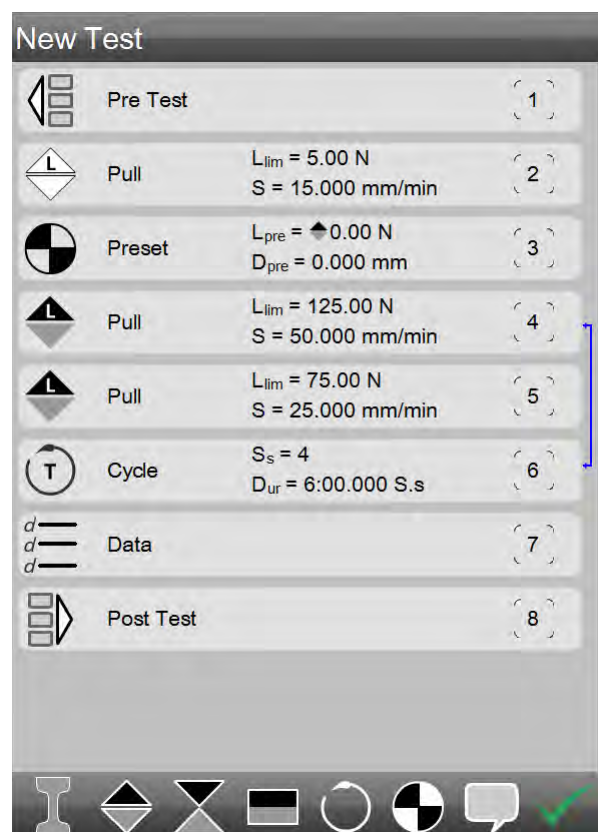 New Test
Pre Test 1
L Pull Llim = 5.00 N 2
S = 15.000 mm/min
Preset Lpre = 0.00 N 3
Dpre = 0.000 mm
L Pull Llim = 125.00 N 4
S = 50.000 mm/min
L Pull Llim = 75.00 N 5
S = 25.000 mm/min
T Cycle Ss = 4 6
Dur = 6:00.000 S.s
d
d Data 7
d
Post Test 8